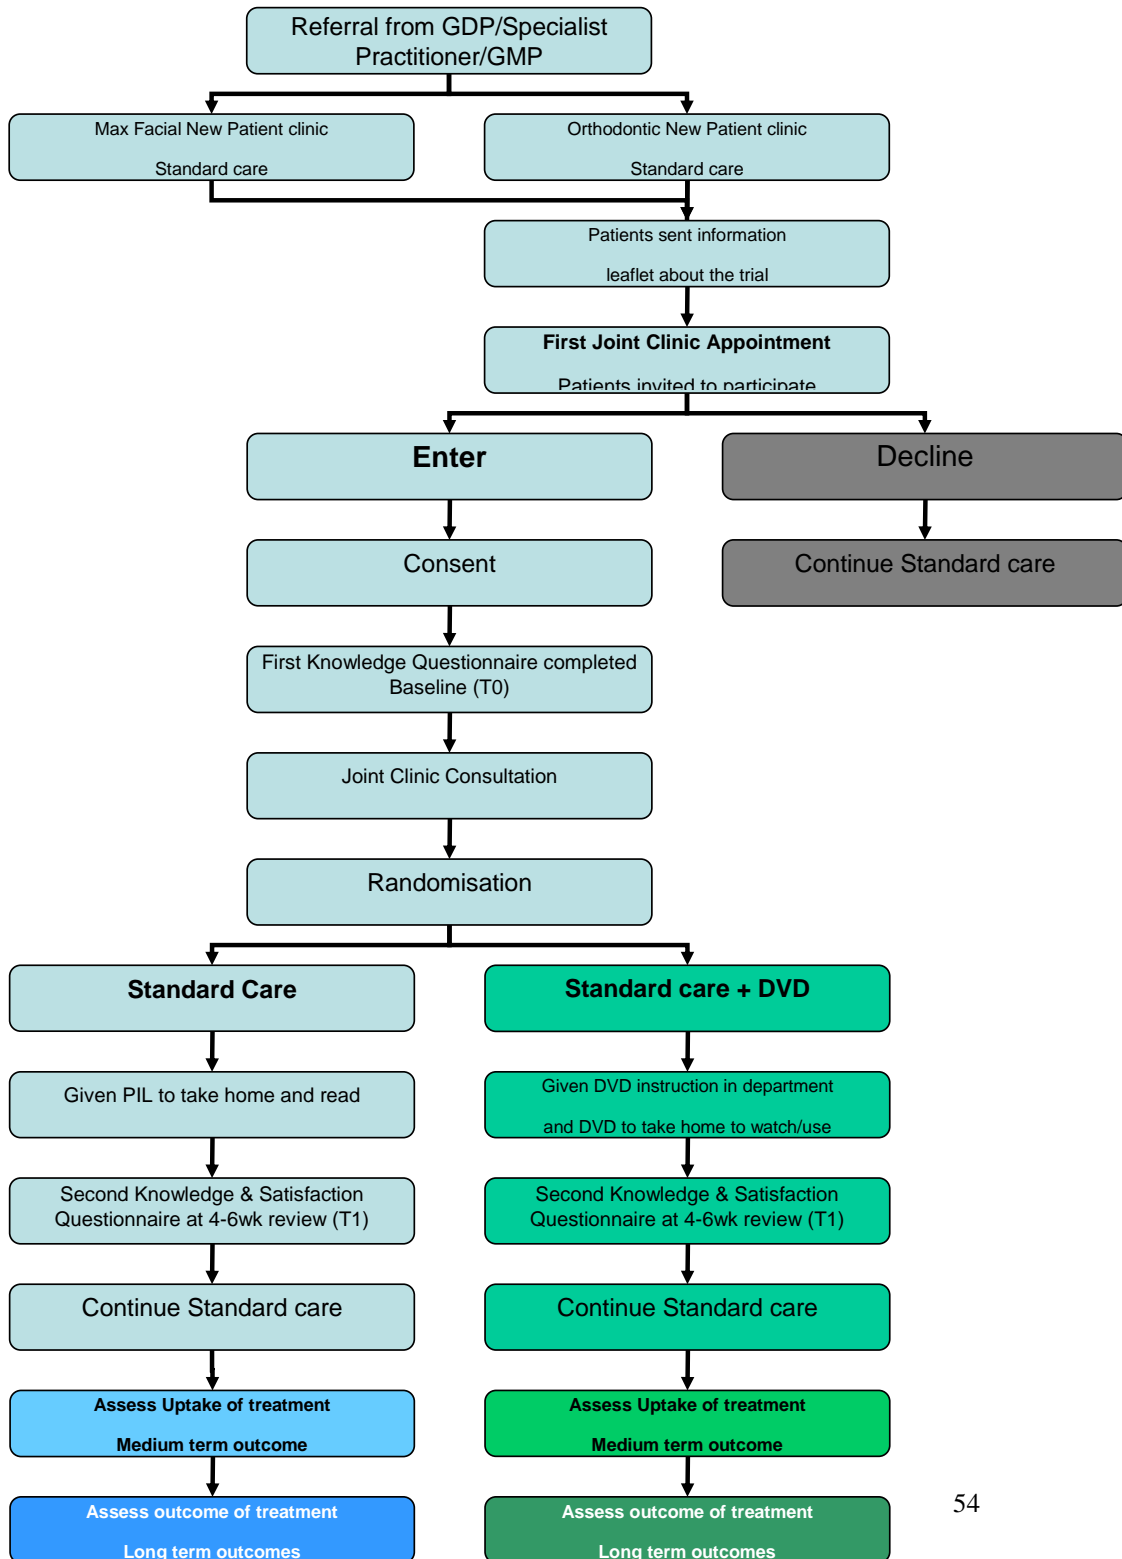 Referral from GDP/Specialist
Practitioner/GMP
Max Facial New Patient clinic
Standard care
Orthodontic New Patient clinic
Standard care
Patients sent information
leaflet about the trial
First Joint Clinic Appointment
Patients invited to participate
Enter
Decline
Consent
Continue Standard care
First Knowledge Questionnaire completed
Baseline (T0)
Joint Clinic Consultation
Randomisation
Standard Care
Standard care + DVD
Given PIL to take home and read
Given DVD instruction in department
and DVD to take home to watch/use
Second Knowledge & Satisfaction
Questionnaire at 4-6wk review (T1)
Second Knowledge & Satisfaction
Questionnaire at 4-6wk review (T1)
Continue Standard care
Continue Standard care
Assess Uptake of treatment
Medium term outcome
Assess Uptake of treatment
Medium term outcome
Assess outcome of treatment
Long term outcomes
Assess outcome of treatment
Long term outcomes
54